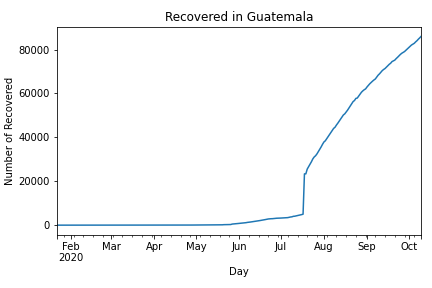 Recovered in Guatemala
Number of Recovered
80000
60000
40000
20000
0
Feb Mar Apr May Jun Jul Aug Sep Oct
2020
Day